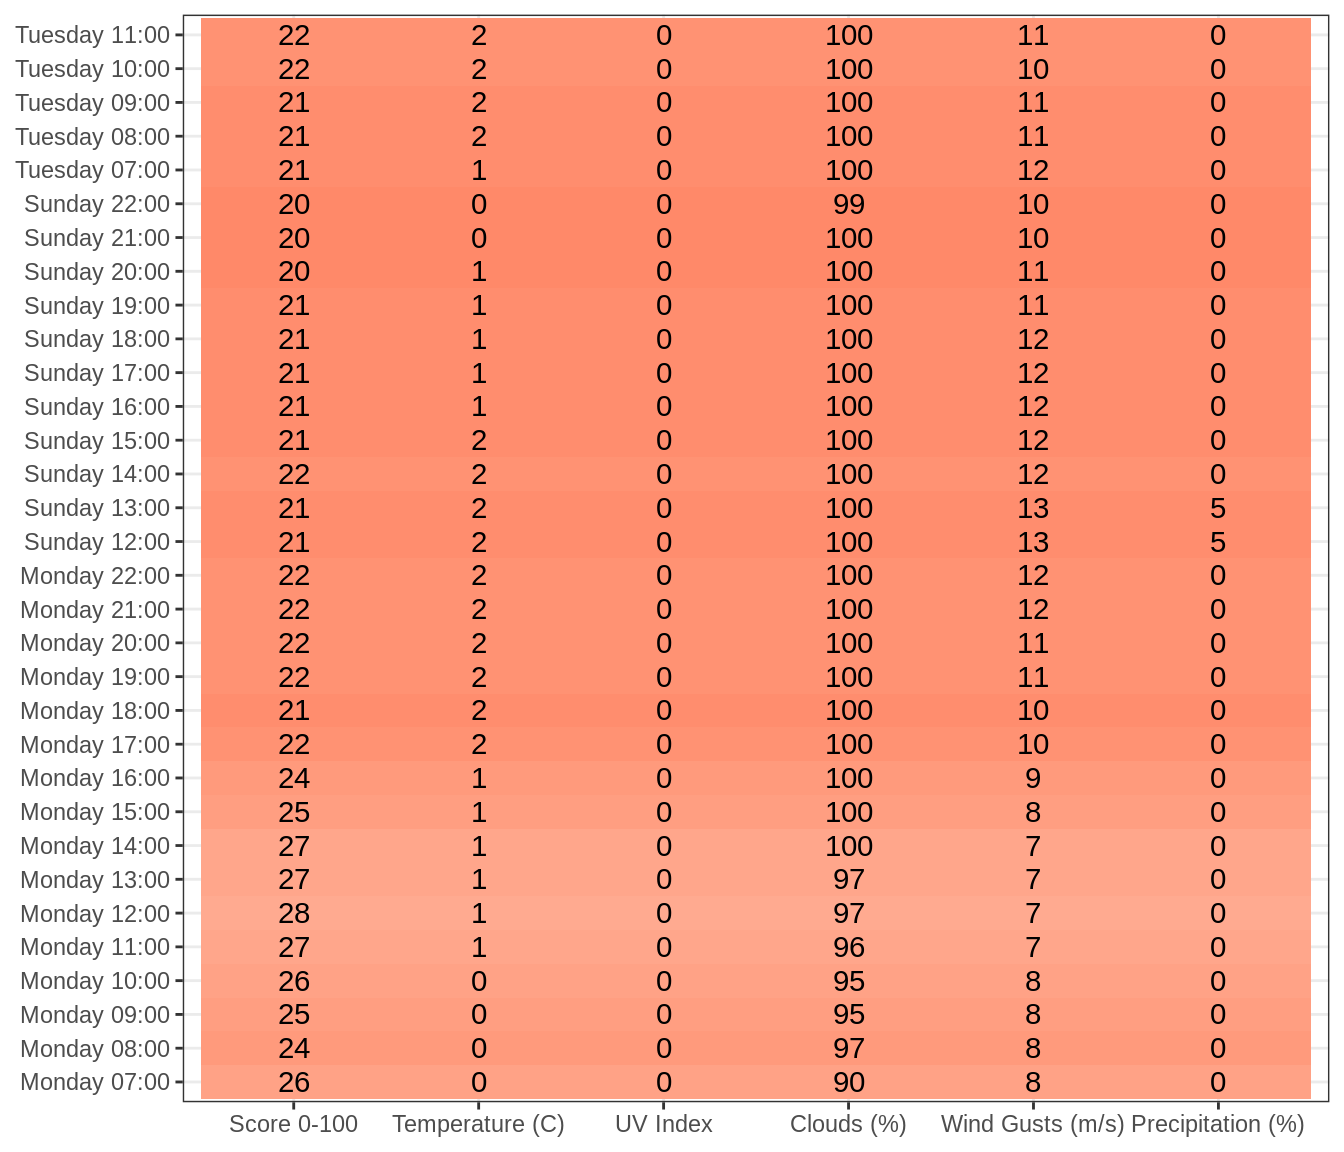 Tuesday 11:00 22 2 0 100 11 0
Tuesday 10:00 22 2 0 100 10 0
Tuesday 09:00 21 2 0 100 11 0
Tuesday 08:00 21 2 0 100 11 0
Tuesday 07:00 21 1 0 100 12 0
Sunday 22:00 20 0 0 99 10 0
Sunday 21:00 20 0 0 100 10 0
Sunday 20:00 20 1 0 100 11 0
Sunday 19:00 21 1 0 100 11 0
Sunday 18:00 21 1 0 100 12 0
Sunday 17:00 21 1 0 100 12 0
Sunday 16:00 21 1 0 100 12 0
Sunday 15:00 21 2 0 100 12 0
Sunday 14:00 22 2 0 100 12 0
Sunday 13:00 21 2 0 100 13 5
Sunday 12:00 21 2 0 100 13 5
Monday 22:00 22 2 0 100 12 0
Monday 21:00 22 2 0 100 12 0
Monday 20:00 22 2 0 100 11 0
Monday 19:00 22 2 0 100 11 0
Monday 18:00 21 2 0 100 10 0
Monday 17:00 22 2 0 100 10 0
Monday 16:00 24 1 0 100 9 0
Monday 15:00 25 1 0 100 8 0
Monday 14:00 27 1 0 100 7 0
Monday 13:00 27 1 0 97 7 0
Monday 12:00 28 1 0 97 7 0
Monday 11:00 27 1 0 96 7 0
Monday 10:00 26 0 0 95 8 0
Monday 09:00 25 0 0 95 8 0
Monday 08:00 24 0 0 97 8 0
Monday 07:00 26 0 0 90 8 0
Score 0-100 Temperature (C) UV Index Clouds (%) Wind Gusts (m/s) Precipitation (%)